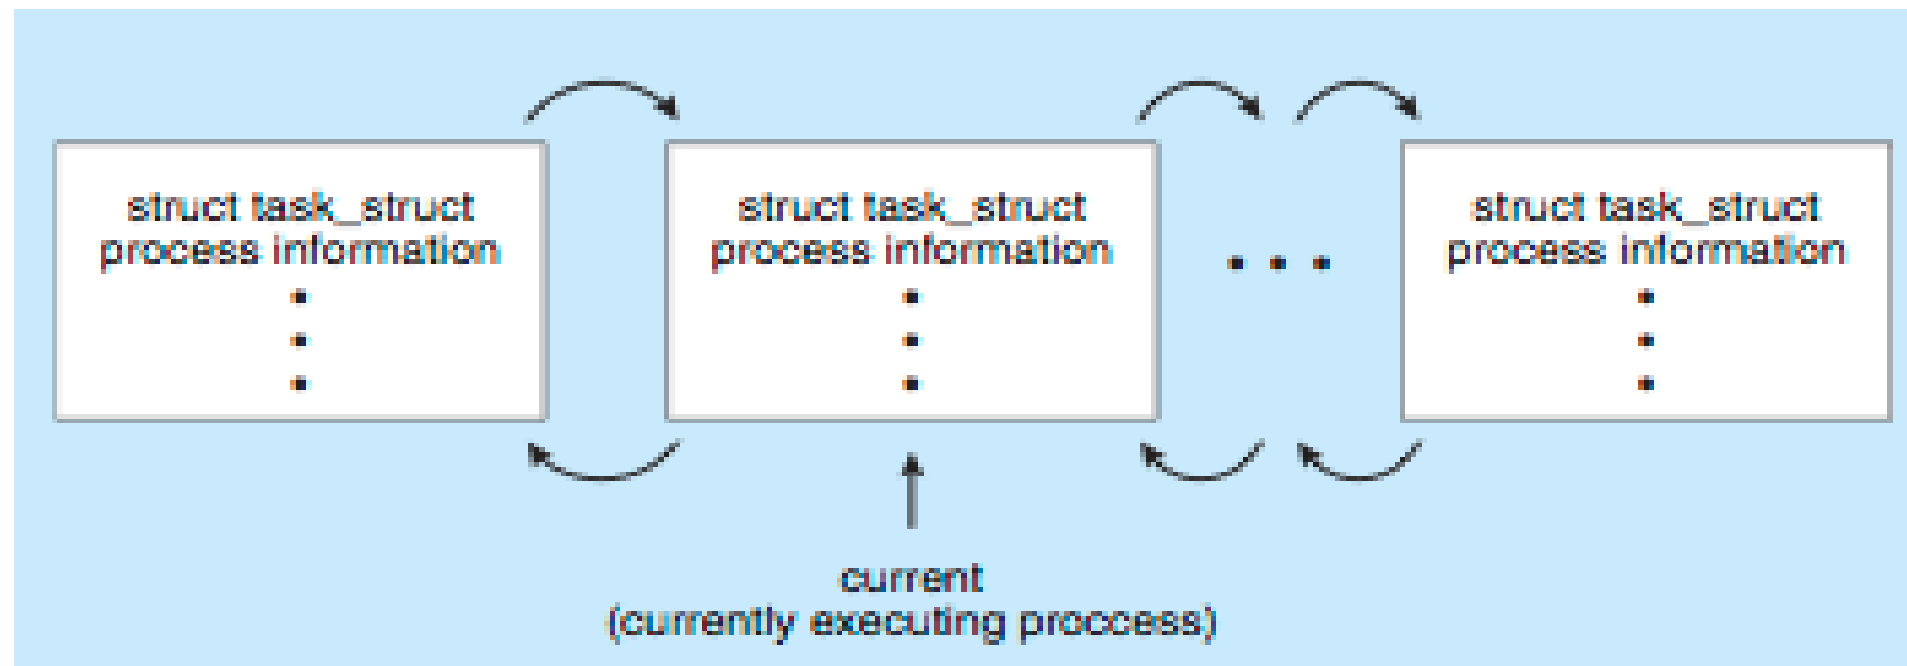 struct task_struct
process information
struct task_struct
process information
struct task_struct
process information
current
(currently executing proccess)